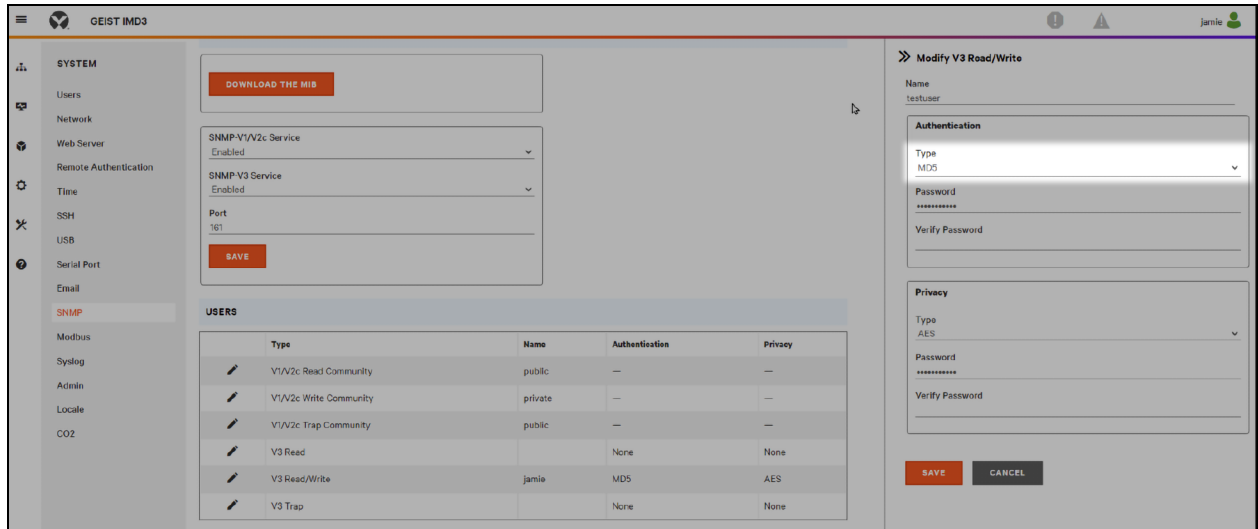 GEIST IMD3
jamie
SYSTEM
Users
Network
Web Server
Remote Authentication
Time
SSH
USB
Serial Port
Email
SNMP
Modbus
Syslog
Admin
Locale
CO2
DOWNLOAD THE MIB
SNMP-V1/V2c Service
Enabled
SNMP-V3 Service
Enabled
Port
161
SAVE
USERS
Type Name Authentication Privacy
V1/V2c Read Community public — —
V1/V2c Write Community private — —
V1/V2c Trap Community public — —
V3 Read None None
V3 Read/Write jamie MD5 AES
V3 Trap None None
Modify V3 Read/Write
Name
testuser
Authentication
Type
MD5
Password
•••••••••••
Verify Password
Privacy
Type
AES
Password
•••••••••••
Verify Password
SAVE CANCEL